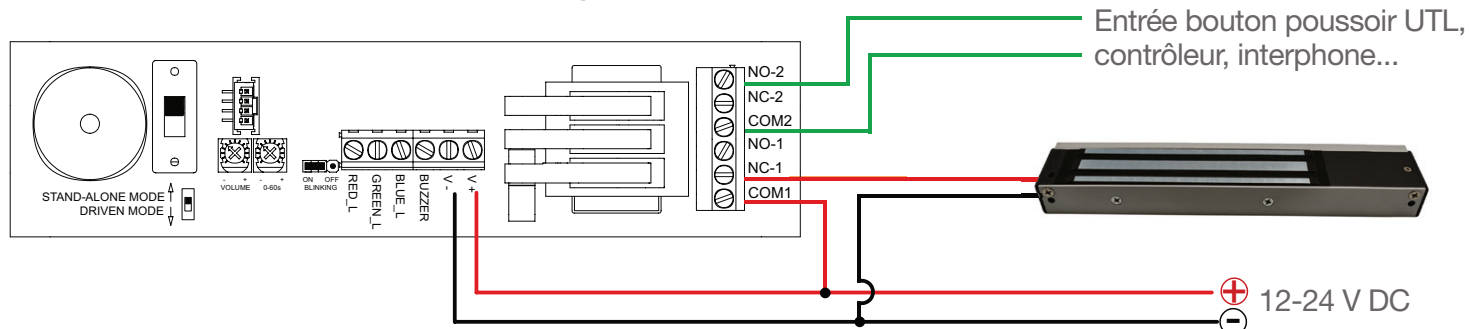 Entrée bouton poussoir UTL,
contrôleur, interphone...
NO-2
NC-2
COM2
NO-1
NC-1
COM1
- + VOLUME
- + 0-60s
ON OFF
BLINKING
RED_L
GREEN_L
BLUE_L
BUZZER
V -
V +
STAND-ALONE MODE
DRIVEN MODE
+ 12-24 V DC
-